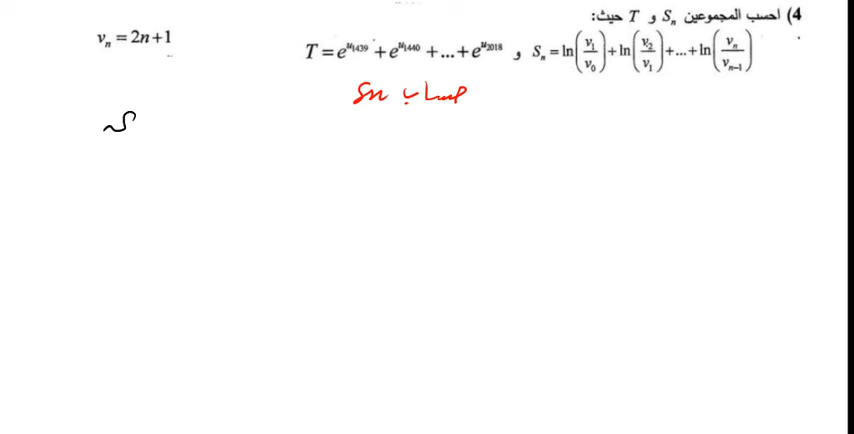 4) احسب المجموعين Sₙ و T حيث:
Sₙ = ln(v₁/v₀) + ln(v₂/v₁) + ... + ln(vₙ/vₙ₋₁) و T = e^(u₁₄₃₉) + e^(u₁₄₄₀) + ... + e^(u₂₀₁₈)
vₙ = 2n + 1
حساب Sn